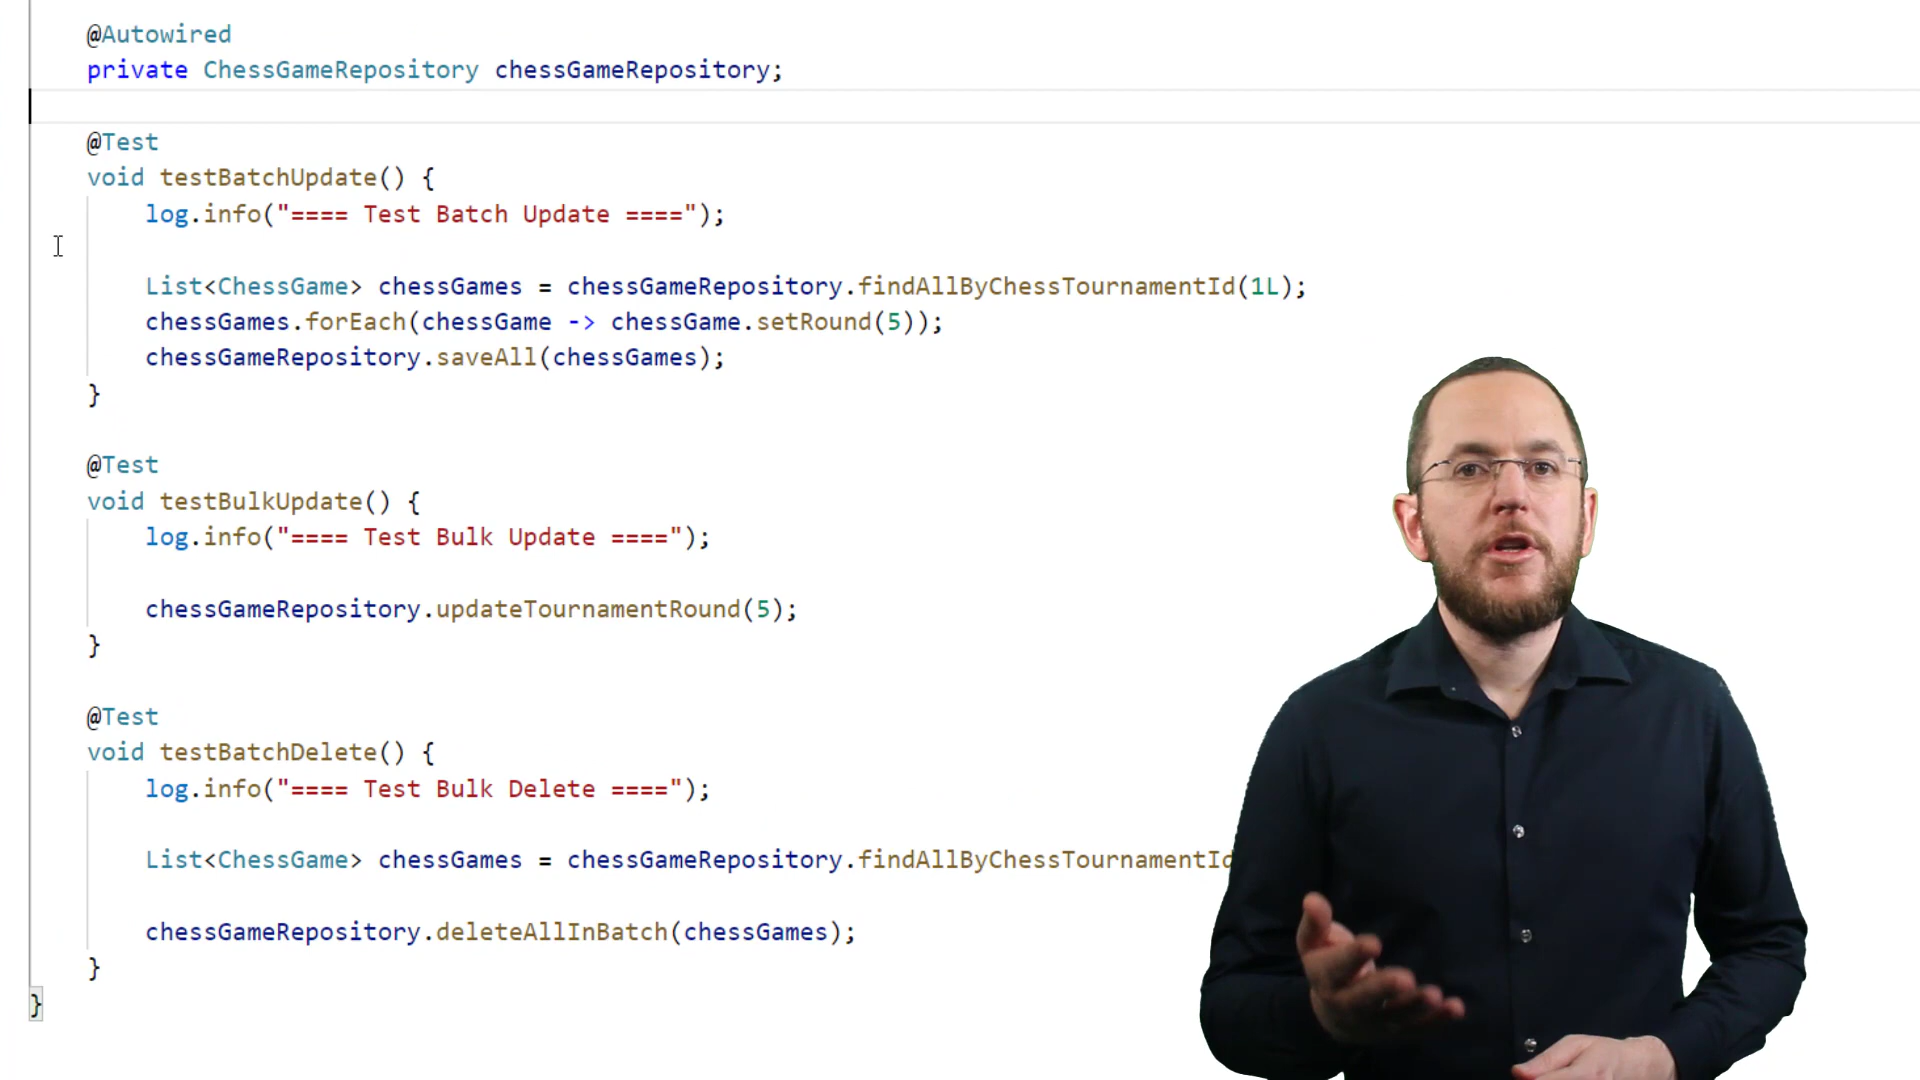 @Autowired
private ChessGameRepository chessGameRepository;
@Test
void testBatchUpdate() {
log.info("==== Test Batch Update ====");
List<ChessGame> chessGames = chessGameRepository.findAllByChessTournamentId(1L);
chessGames.forEach(chessGame -> chessGame.setRound(5));
chessGameRepository.saveAll(chessGames);
}
@Test
void testBulkUpdate() {
log.info("==== Test Bulk Update ====");
chessGameRepository.updateTournamentRound(5);
}
@Test
void testBatchDelete() {
log.info("==== Test Bulk Delete ====");
List<ChessGame> chessGames = chessGameRepository.findAllByChessTournamentId
chessGameRepository.deleteAllInBatch(chessGames);
}
}